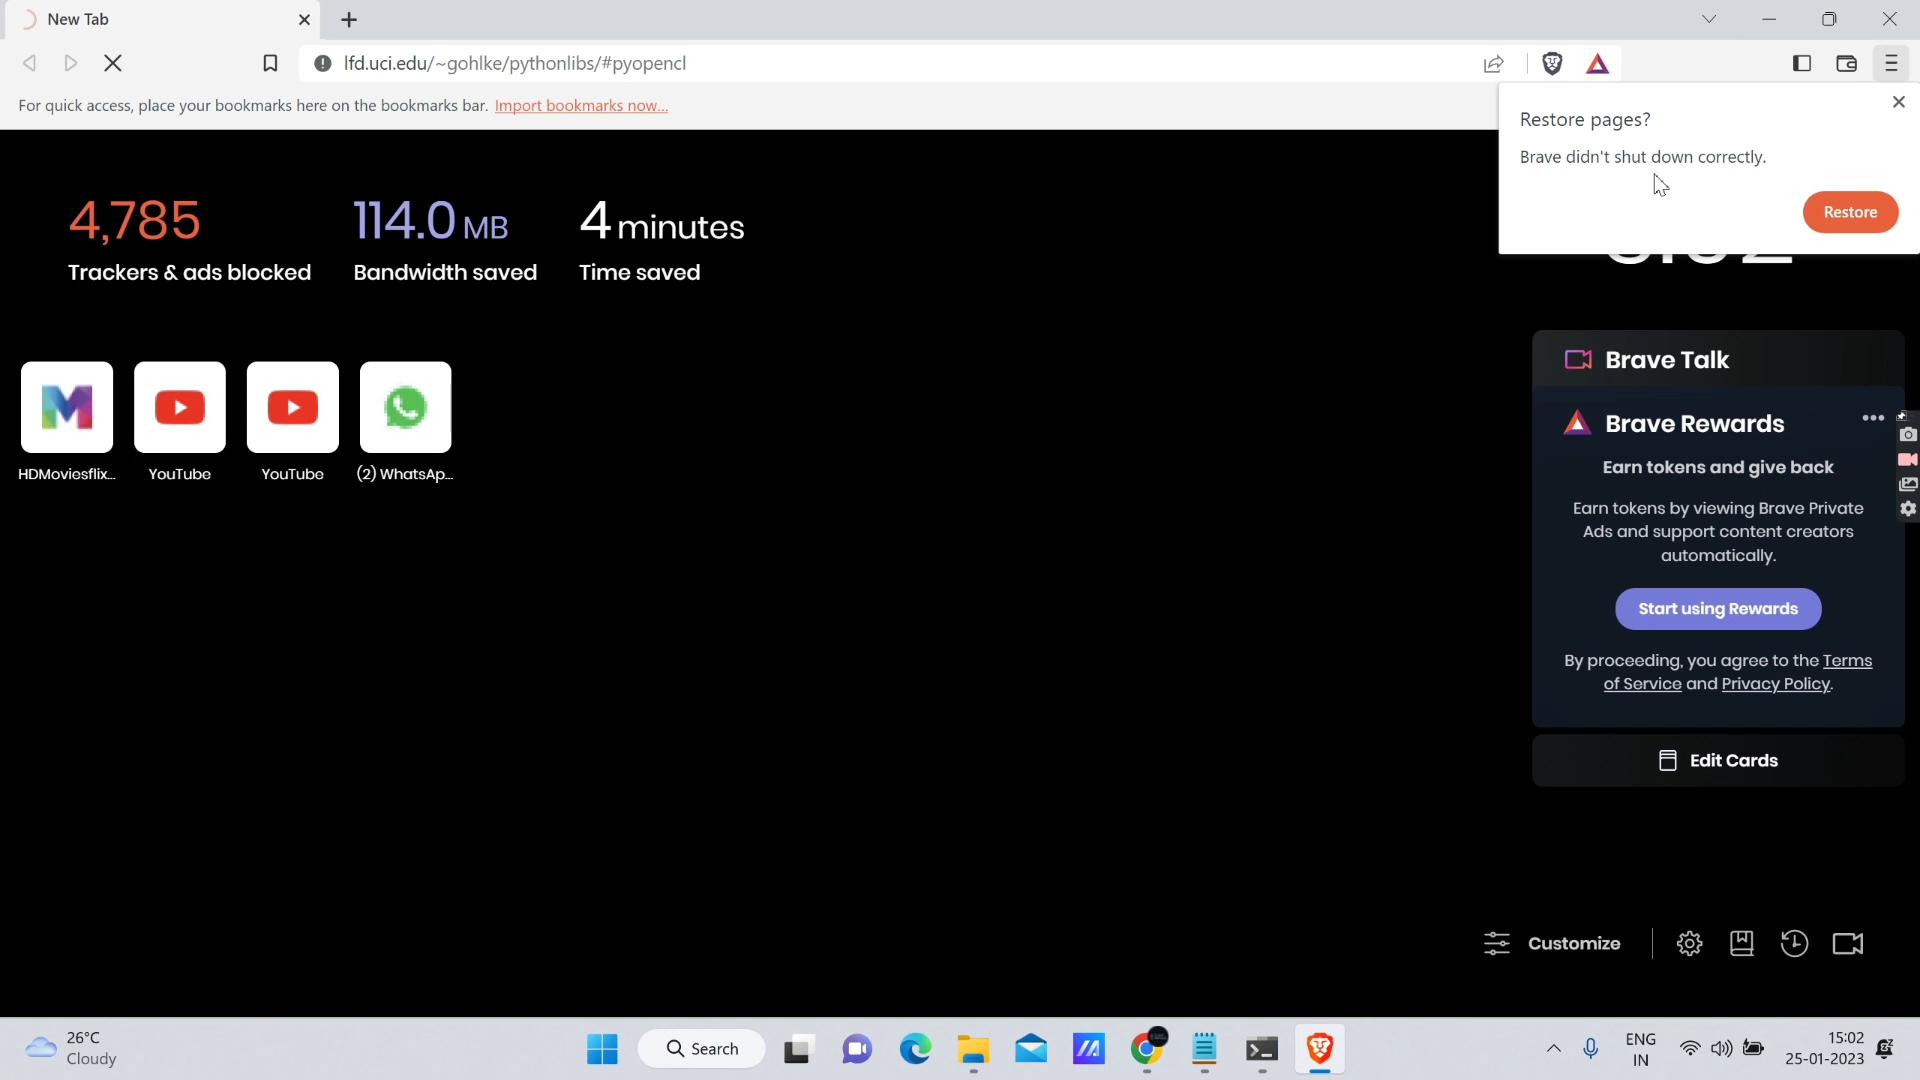 New Tab
lfd.uci.edu/~gohlke/pythonlibs/#pyopencl
For quick access, place your bookmarks here on the bookmarks bar. Import bookmarks now...
Restore pages?
Brave didn't shut down correctly.
Restore
4,785
Trackers & ads blocked
114.0 MB
Bandwidth saved
4 minutes
Time saved
HDMoviesflix...
YouTube
YouTube
(2) WhatsAp...
Brave Talk
Brave Rewards
Earn tokens and give back
Earn tokens by viewing Brave Private
Ads and support content creators
automatically.
Start using Rewards
By proceeding, you agree to the Terms
of Service and Privacy Policy.
Edit Cards
Customize
26°C
Cloudy
Search
ENG
IN
15:02
25-01-2023